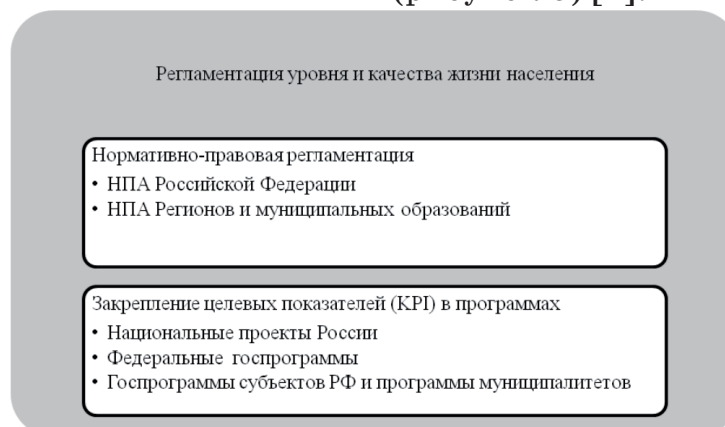 Регламентация уровня и качества жизни населения
Нормативно-правовая регламентация
• НПА Российской Федерации
• НПА Регионов и муниципальных образований
Закрепление целевых показателей (KPI) в программах
• Национальные проекты России
• Федеральные госпрограммы
• Госпрограммы субъектов РФ и программы муниципалитетов